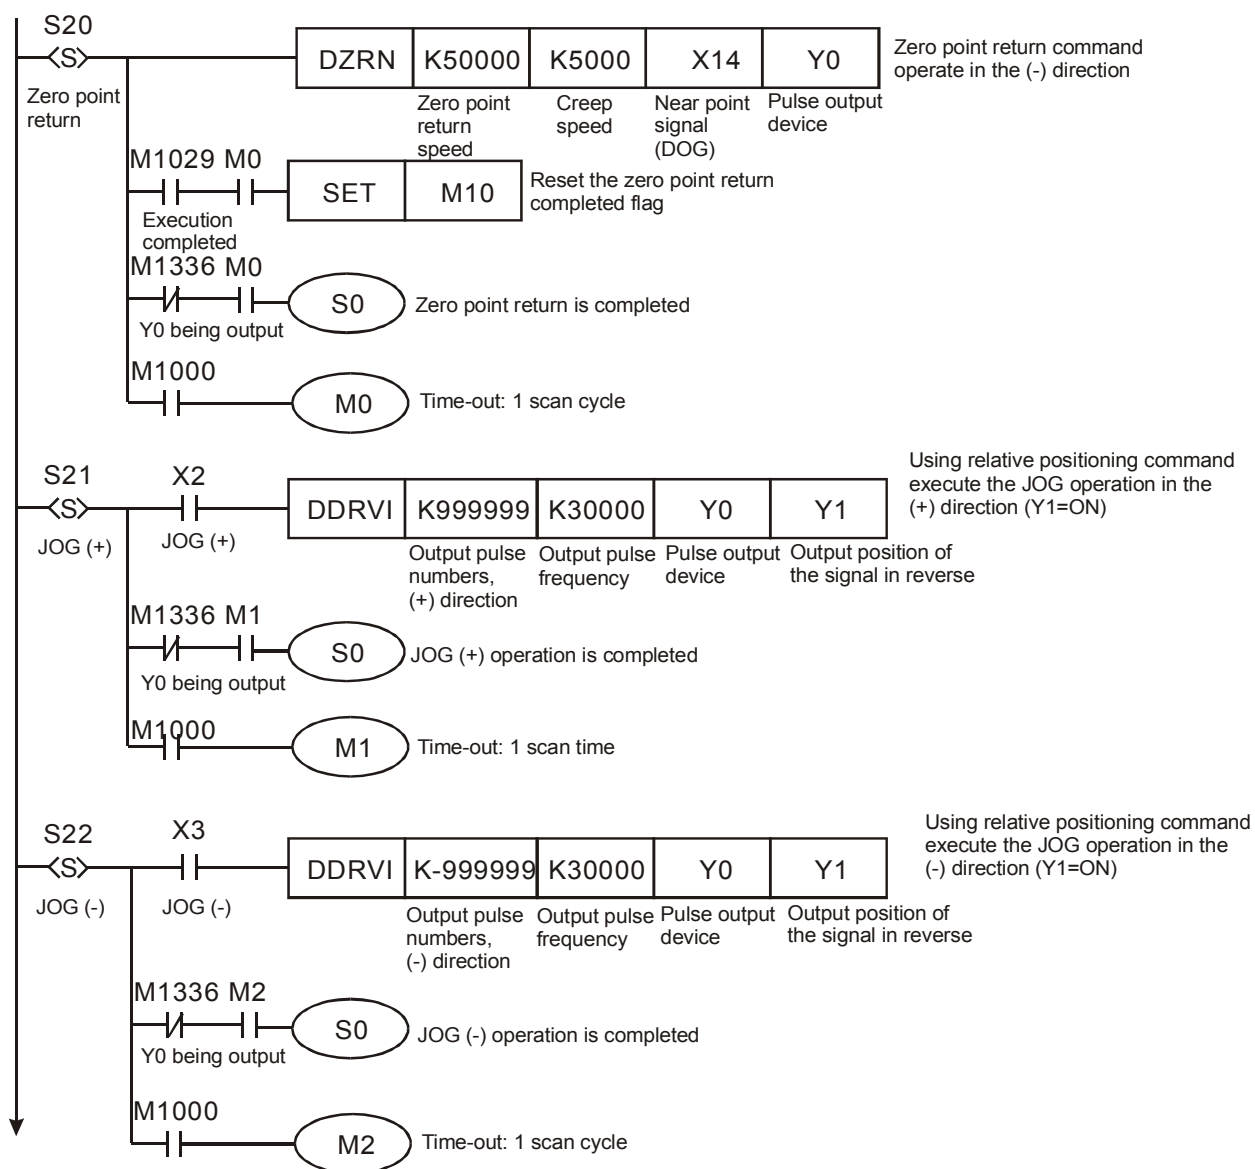 S20
S
Zero point
return
DZRN K50000 K5000 X14 Y0
Zero point
return
speed
Creep
speed
Near point
signal
(DOG)
Pulse output
device
Zero point return command
operate in the (-) direction
M1029 M0
Execution
completed
SET M10
Reset the zero point return
completed flag
M1336 M0
Y0 being output
S0
Zero point return is completed
M1000
M0
Time-out: 1 scan cycle
S21
S
JOG (+)
X2
JOG (+)
DDRVI K999999 K30000 Y0 Y1
Output pulse
numbers,
(+) direction
Output pulse
frequency
Pulse output
device
Output position of
the signal in reverse
Using relative positioning command
execute the JOG operation in the
(+) direction (Y1=ON)
M1336 M1
Y0 being output
S0
JOG (+) operation is completed
M1000
M1
Time-out: 1 scan time
S22
S
JOG (-)
X3
JOG (-)
DDRVI K-999999 K30000 Y0 Y1
Output pulse
numbers,
(-) direction
Output pulse
frequency
Pulse output
device
Output position of
the signal in reverse
Using relative positioning command
execute the JOG operation in the
(-) direction (Y1=ON)
M1336 M2
Y0 being output
S0
JOG (-) operation is completed
M1000
M2
Time-out: 1 scan cycle